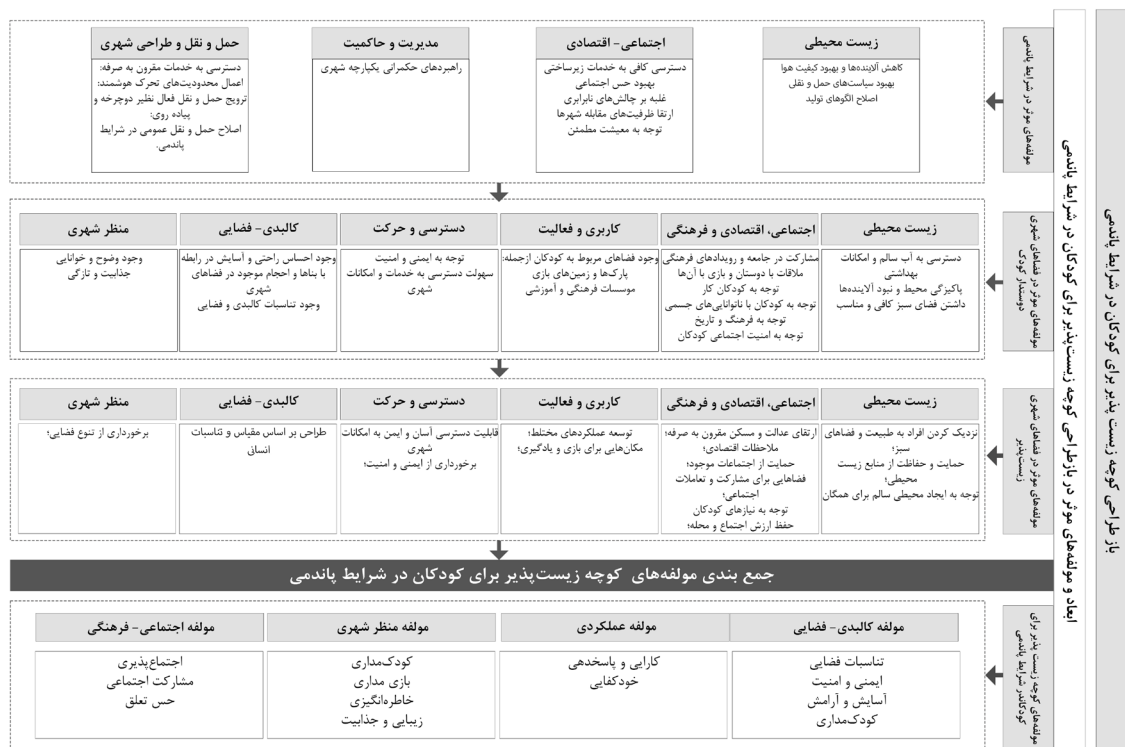 باز طراحی کوچه زیست پذیر برای کودکان در شرایط پاندمی
ابعاد و مولفه‌های موثر در بازطراحی کوچه زیست‌پذیر برای کودکان در شرایط پاندمی
مولفه‌های موثر در شرایط پاندمی
زیست محیطی
کاهش آلاینده‌ها و بهبود کیفیت هوا
بهبود سیاست‌های حمل و نقلی
اصلاح الگوهای تولید
اجتماعی- اقتصادی
دسترسی کافی به خدمات زیرساختی
بهبود حس اجتماعی
غلبه بر چالش‌های نابرابری
ارتقا ظرفیت‌های مقابله شهرها
توجه به معیشت مطمئن
مدیریت و حاکمیت
راهبردهای حکمرانی یکپارچه شهری
حمل و نقل و طراحی شهری
دسترسی به خدمات مقرون به صرفه:
اعمال محدودیت‌های تحرک هوشمند:
ترویج حمل و نقل فعال نظیر دوچرخه و
پیاده روی:
اصلاح حمل و نقل عمومی در شرایط
پاندمی.
مولفه‌های موثر در فضاهای شهری
دوستدار کودک
زیست محیطی
دسترسی به آب سالم و امکانات
بهداشتی
پاکیزگی محیط و نبود آلاینده‌ها
داشتن فضای سبز کافی و مناسب
اجتماعی، اقتصادی و فرهنگی
مشارکت در جامعه و رویدادهای فرهنگی
ملاقات با دوستان و بازی با آن‌ها
توجه به کودکان کار
توجه به کودکان با ناتوانایی‌های جسمی
توجه به فرهنگ و تاریخ
توجه به امنیت اجتماعی کودکان
کاربری و فعالیت
وجود فضاهای مربوط به کودکان ازجمله:
پارک‌ها و زمین‌های بازی
موسسات فرهنگی و آموزشی
دسترسی و حرکت
توجه به ایمنی و امنیت
سهولت دسترسی به خدمات و امکانات
شهری
کالبدی- فضایی
وجود احساس راحتی و آسایش در رابطه
با بناها و احجام موجود در فضاهای
شهری
وجود تناسبات کالبدی و فضایی
منظر شهری
وجود وضوح و خوانایی
جذابیت و تازگی
مولفه‌های موثر در فضاهای شهری
زیست‌پذیر
زیست محیطی
نزدیک کردن افراد به طبیعت و فضاهای
سبز؛
حمایت و حفاظت از منابع زیست
محیطی؛
توجه به ایجاد محیطی سالم برای همگان
اجتماعی، اقتصادی و فرهنگی
ارتقای عدالت و مسکن مقرون به صرفه؛
ملاحظات اقتصادی؛
حمایت از اجتماعات موجود؛
فضاهایی برای مشارکت و تعاملات
اجتماعی؛
توجه به نیازهای کودکان
حفظ ارزش اجتماع و محله؛
کاربری و فعالیت
توسعه عملکردهای مختلط؛
مکان‌هایی برای بازی و یادگیری؛
دسترسی و حرکت
قابلیت دسترسی آسان و ایمن به امکانات
شهری
برخورداری از ایمنی و امنیت؛
کالبدی- فضایی
طراحی بر اساس مقیاس و تناسبات
انسانی
منظر شهری
برخورداری از تنوع فضایی؛
جمع بندی مولفه‌های کوچه زیست‌پذیر برای کودکان در شرایط پاندمی
مولفه‌های کوچه زیست پذیر برای
کودکاندر شرایط پاندمی
مولفه کالبدی- فضایی
تناسبات فضایی
ایمنی و امنیت
آسایش و آرامش
کودک‌مداری
مولفه عملکردی
کارایی و پاسخدهی
خودکفایی
مولفه منظر شهری
کودک‌مداری
بازی مداری
خاطره‌انگیزی
زیبایی و جذابیت
مولفه اجتماعی- فرهنگی
اجتماع‌پذیری
مشارکت اجتماعی
حس تعلق